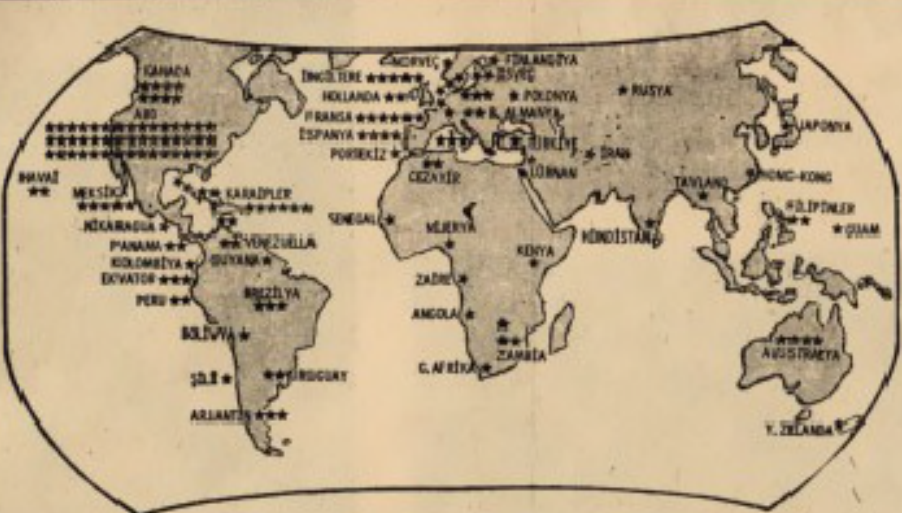 KANADA
ABD
HAVAİ
MEKSİKA
KARAİPLER
NİKARAGUA
PANAMA
VENEZUELLA
KOLOMBİYA
GUYANA
EKVATOR
PERU
BREZİLYA
BOLİVYA
ŞİLİ
URUGUAY
ARJANTİN
NORVEÇ
FİNLANDİYA
İNGİLTERE
İSVEÇ
HOLLANDA
POLONYA
FRANSA
B. ALMANYA
İSPANYA
TÜRKİYE
PORTEKİZ
CEZAYİR
LÜBNAN
İRAN
RUSYA
JAPONYA
HONG-KONG
TAYLAND
FİLİPİNLER
GUAM
HİNDİSTAN
SENEGAL
NİJERYA
KENYA
ZAİRE
ANGOLA
ZAMBİA
G. AFRİKA
AVUSTRALYA
Y. ZELANDA